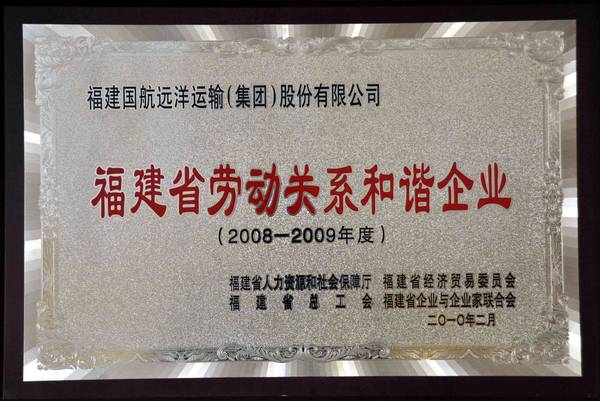 福建国航远洋运输(集团)股份有限公司
福建省劳动关系和谐企业
(2008—2009年度)
福建省人力资源和社会保障厅 福建省经济贸易委员会
福建省总工会 福建省企业与企业家联合会
二〇一〇年二月